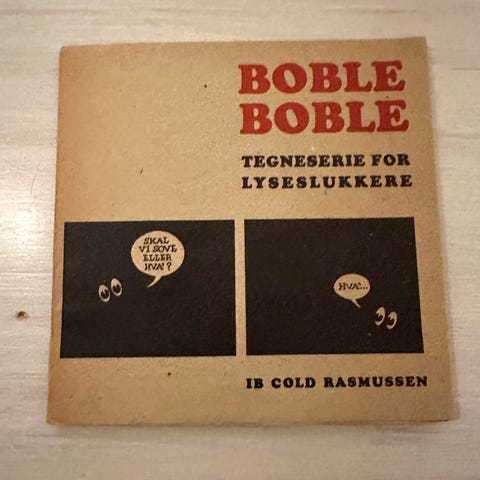 BOBLE
BOBLE
TEGNESERIE FOR
LYSESLUKKERE
SKAL
VI SOVE
ELLER
HVA'?
HVA'...
IB COLD RASMUSSEN